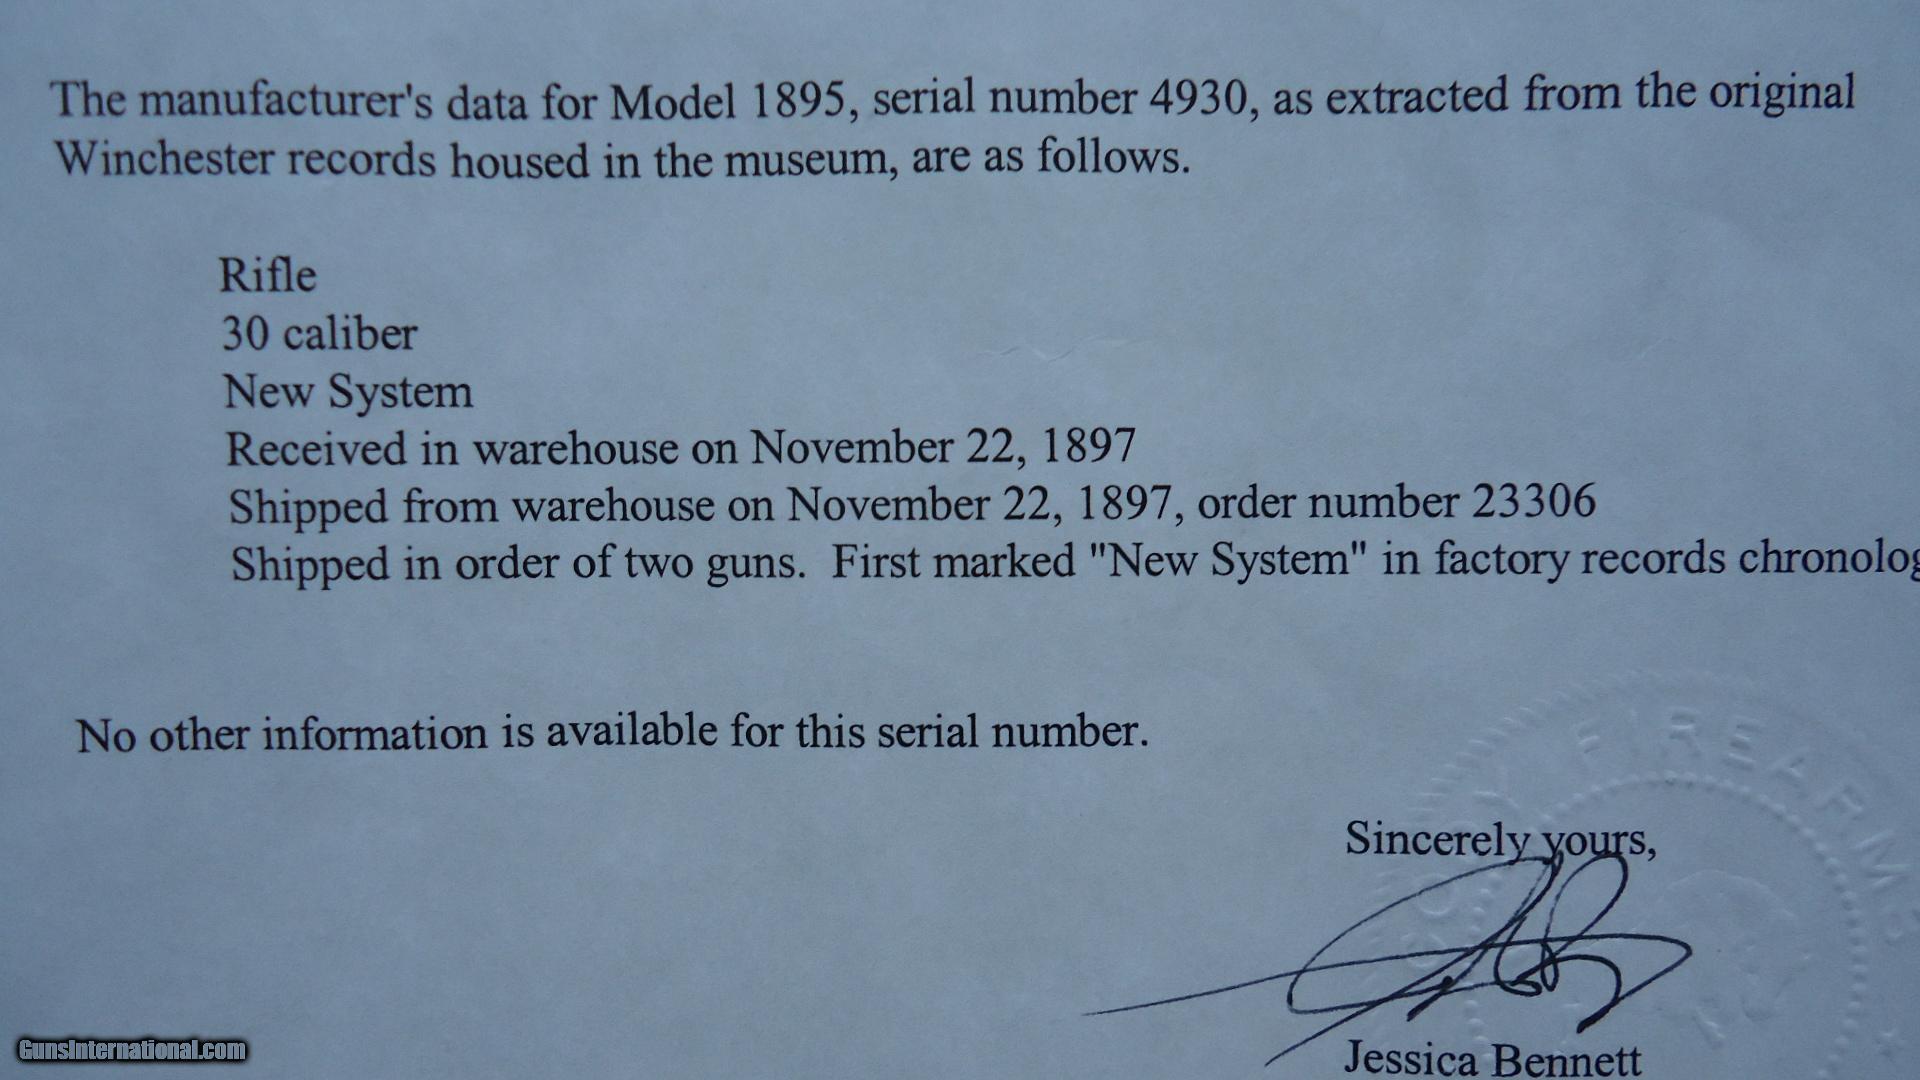 The manufacturer's data for Model 1895, serial number 4930, as extracted from the original
Winchester records housed in the museum, are as follows.
Rifle
30 caliber
New System
Received in warehouse on November 22, 1897
Shipped from warehouse on November 22, 1897, order number 23306
Shipped in order of two guns. First marked "New System" in factory records chronolog
No other information is available for this serial number.
FIREARMS
Sincerely yours,
Jessica Bennett
GunsInternational.com